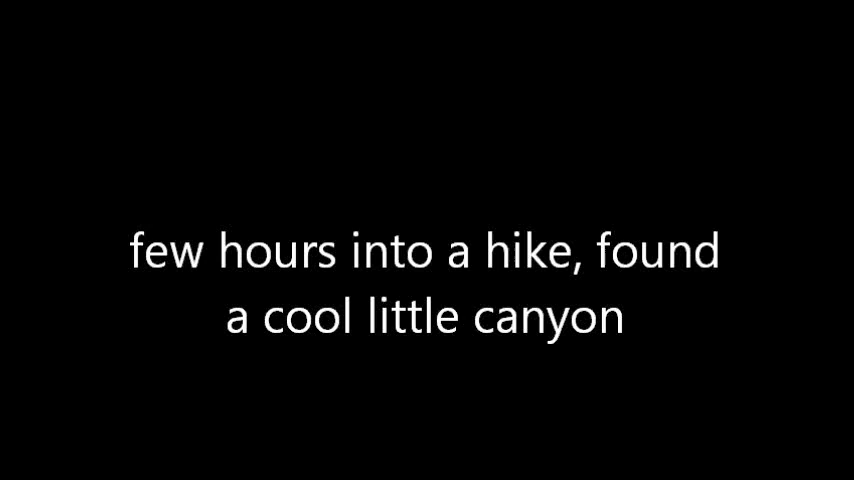 few hours into a hike, found
a cool little canyon